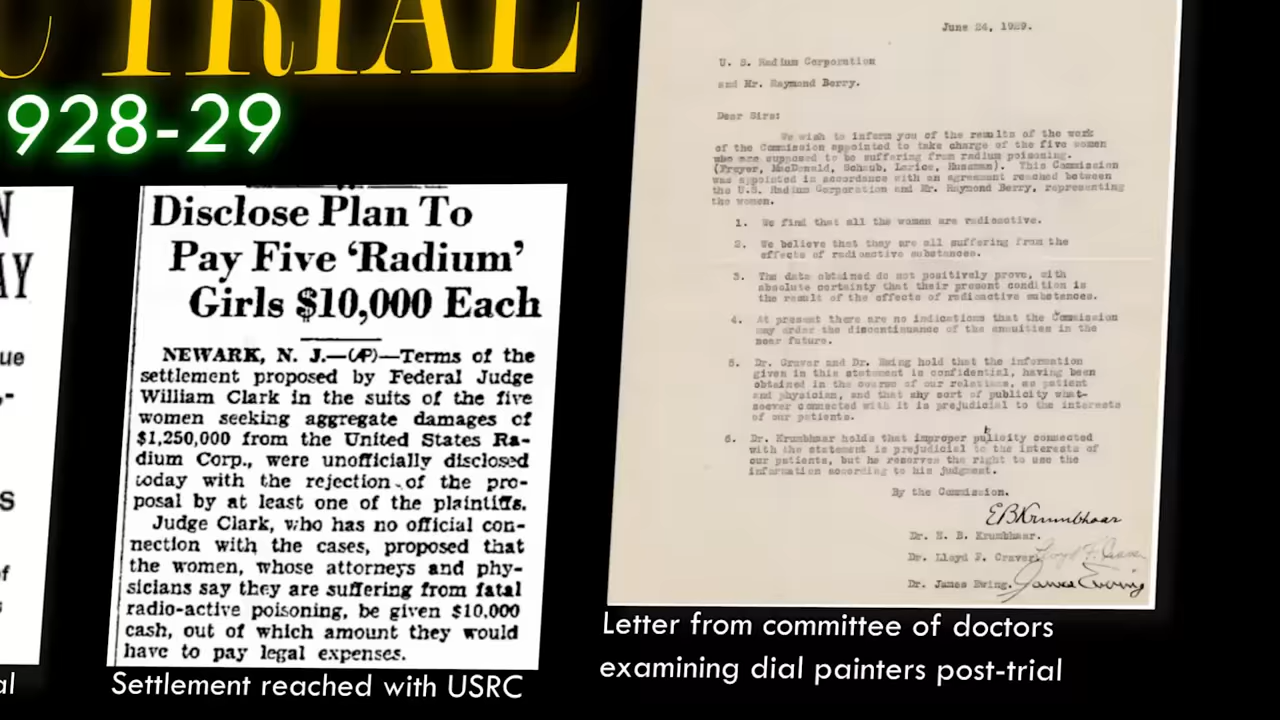 TRIAL
1928-29
Disclose Plan To
Pay Five ‘Radium’
Girls $10,000 Each
NEWARK, N. J.—(AP)—Terms of the
settlement proposed by Federal Judge
William Clark in the suits of the five
women seeking aggregate damages of
$1,250,000 from the United States Ra-
dium Corp., were unofficially disclosed
today with the rejection of the pro-
posal by at least one of the plaintiffs.
Judge Clark, who has no official con-
nection with the cases, proposed that
the women, whose attorneys and phy-
sicians say they are suffering from fatal
radio-active poisoning, be given $10,000
cash, out of which amount they would
have to pay legal expenses.
Settlement reached with USRC
June 24, 1929.
U. S. Radium Corporation
and Mr. Raymond Berry.
Dear Sirs:
We wish to inform you of the results of the work
of the Commission appointed to take charge of the five women
who are supposed to be suffering from radium poisoning.
(Fryer, MacDonald, Schaub, Larice, Hussman). This Commission
was appointed in accordance with an agreement reached between
the U.S. Radium Corporation and Mr. Raymond Berry, representing
the women.
1. We find that all the women are radioactive.
2. We believe that they are all suffering from the
effects of radioactive substances.
3. The data obtained do not positively prove, with
absolute certainty that their present condition is
the result of the effects of radioactive substances.
4. At present there are no indications that the Commission
may order the discontinuance of the annuities in the
near future.
5. Dr. Craver and Dr. Ewing hold that the information
given in this statement is confidential, having been
obtained in the course of our relations, as patient
and physician, and that any sort of publicity what-
soever connected with it is prejudicial to the interests
of our patients.
6. Dr. Krumbhaar holds that improper publicity connected
with the statement is prejudicial to the interests of
our patients, but he reserves the right to use the
information according to his judgment.
By the Commission.
EBKrumbhaar
Dr. E. B. Krumbhaar.
Dr. Lloyd F. Craver Lloyd F. Craver
Dr. James Ewing. James Ewing
Letter from committee of doctors
examining dial painters post-trial